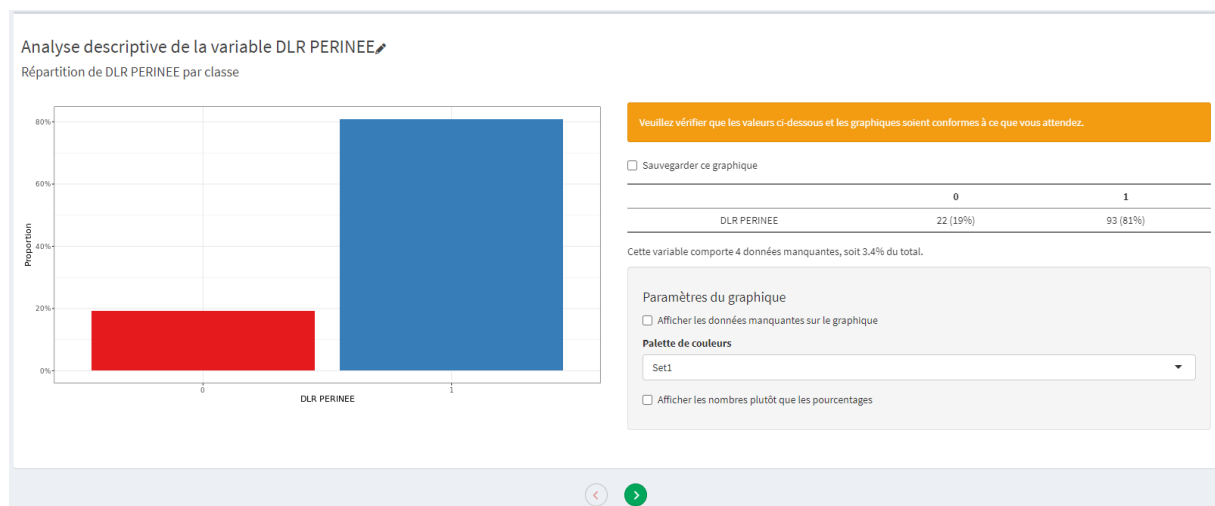 Analyse descriptive de la variable DLR PERINEE
Répartition de DLR PERINEE par classe
80%
60%
40%
20%
0%
Proportion
0
1
DLR PERINEE
Veuillez vérifier que les valeurs ci-dessous et les graphiques soient conformes à ce que vous attendez.
Sauvegarder ce graphique
0 1
DLR PERINEE 22 (19%) 93 (81%)
Cette variable comporte 4 données manquantes, soit 3.4% du total.
Paramètres du graphique
Afficher les données manquantes sur le graphique
Palette de couleurs
Set1
Afficher les nombres plutôt que les pourcentages